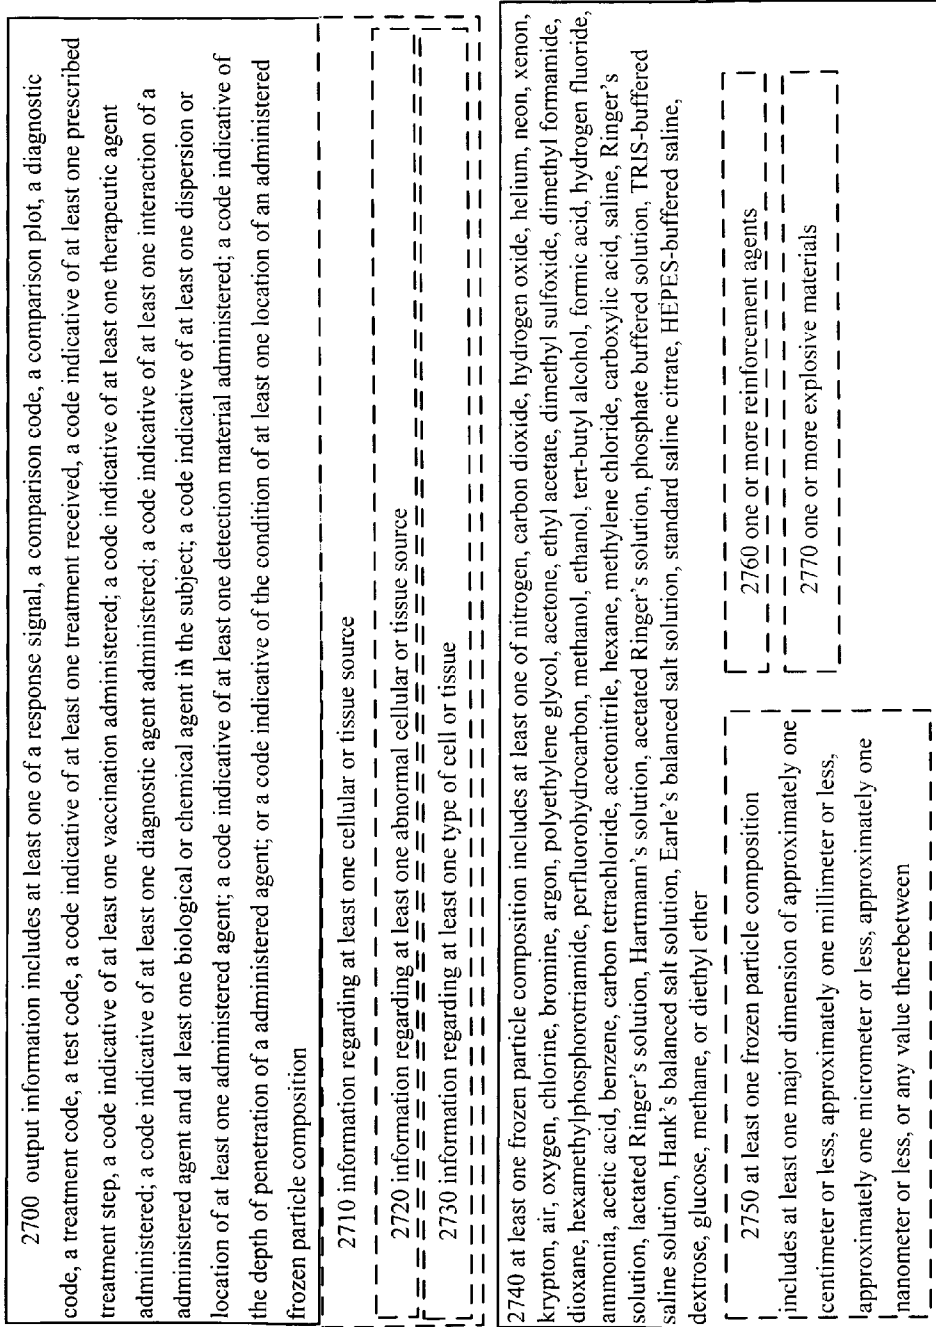 2700 output information includes at least one of a response signal, a comparison code, a comparison plot, a diagnostic
code, a treatment code, a test code, a code indicative of at least one treatment received, a code indicative of at least one prescribed
treatment step, a code indicative of at least one vaccination administered; a code indicative of at least one therapeutic agent
administered; a code indicative of at least one diagnostic agent administered; a code indicative of at least one interaction of a
administered agent and at least one biological or chemical agent in the subject; a code indicative of at least one dispersion or
location of at least one administered agent; a code indicative of at least one detection material administered; a code indicative of
the depth of penetration of a administered agent; or a code indicative of the condition of at least one location of an administered
frozen particle composition
2710 information regarding at least one cellular or tissue source
2720 information regarding at least one abnormal cellular or tissue source
2730 information regarding at least one type of cell or tissue
2740 at least one frozen particle composition includes at least one of nitrogen, carbon dioxide, hydrogen oxide, helium, neon, xenon,
krypton, air, oxygen, chlorine, bromine, argon, polyethylene glycol, acetone, ethyl acetate, dimethyl sulfoxide, dimethyl formamide,
dioxane, hexamethylphosphorotriamide, perfluorohydrocarbon, methanol, ethanol, tert-butyl alcohol, formic acid, hydrogen fluoride,
ammonia, acetic acid, benzene, carbon tetrachloride, acetonitrile, hexane, methylene chloride, carboxylic acid, saline, Ringer's
solution, lactated Ringer's solution, Hartmann's solution, acetated Ringer's solution, phosphate buffered solution, TRIS-buffered
saline solution, Hank's balanced salt solution, Earle's balanced salt solution, standard saline citrate, HEPES-buffered saline,
dextrose, glucose, methane, or diethyl ether
2750 at least one frozen particle composition
includes at least one major dimension of approximately one
centimeter or less, approximately one millimeter or less,
approximately one micrometer or less, approximately one
nanometer or less, or any value therebetween
2760 one or more reinforcement agents
2770 one or more explosive materials